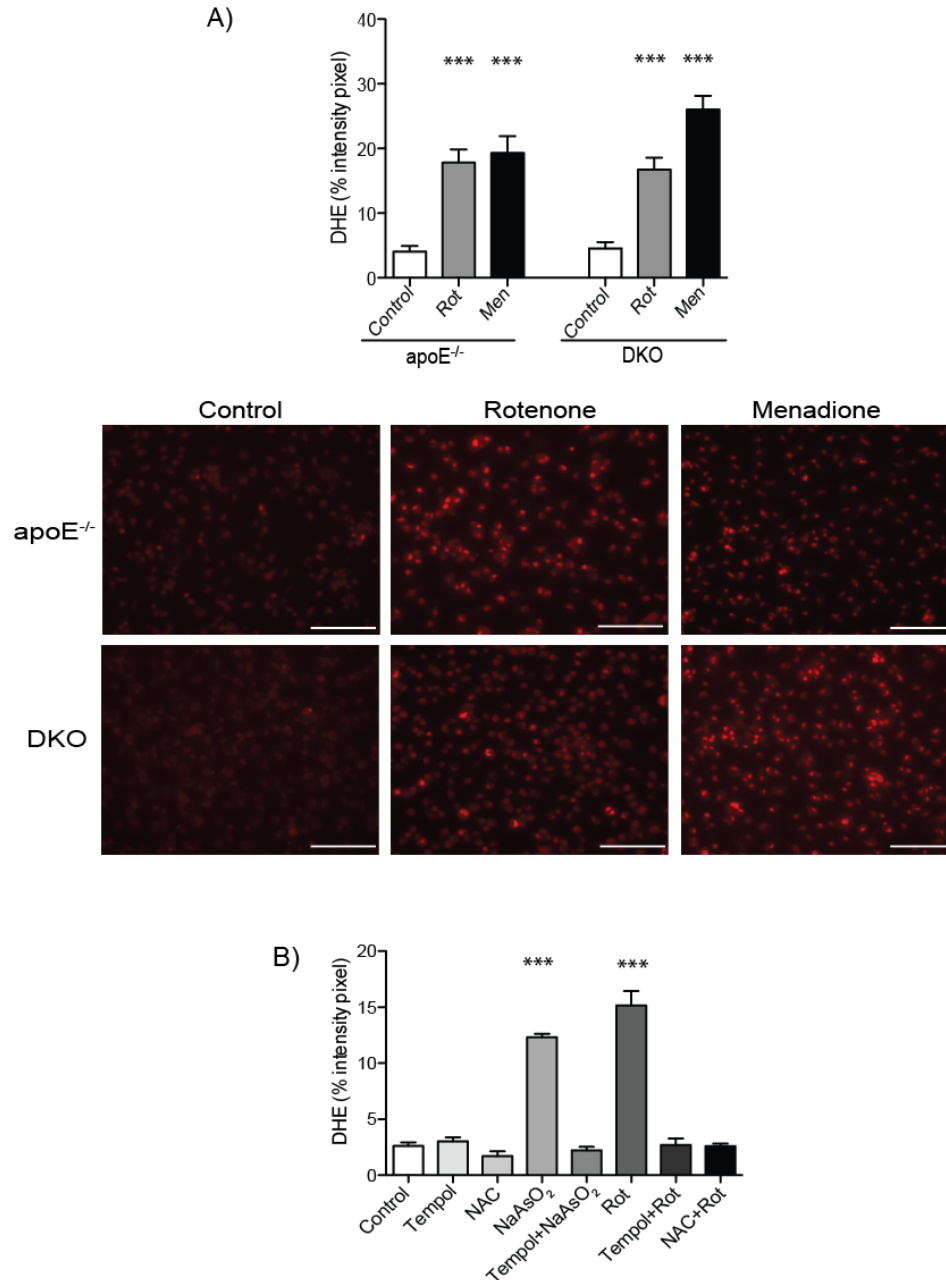 A)
40
30
20
10
0
DHE (% intensity pixel)
*** *** *** ***
Control Rot Men Control Rot Men
apoE-/- DKO
Control Rotenone Menadione
apoE-/-
DKO
B)
20
15
10
5
0
DHE (% intensity pixel)
*** ***
Control Tempol NAC NaAsO₂ Tempol+NaAsO₂ Rot Tempol+Rot NAC+Rot